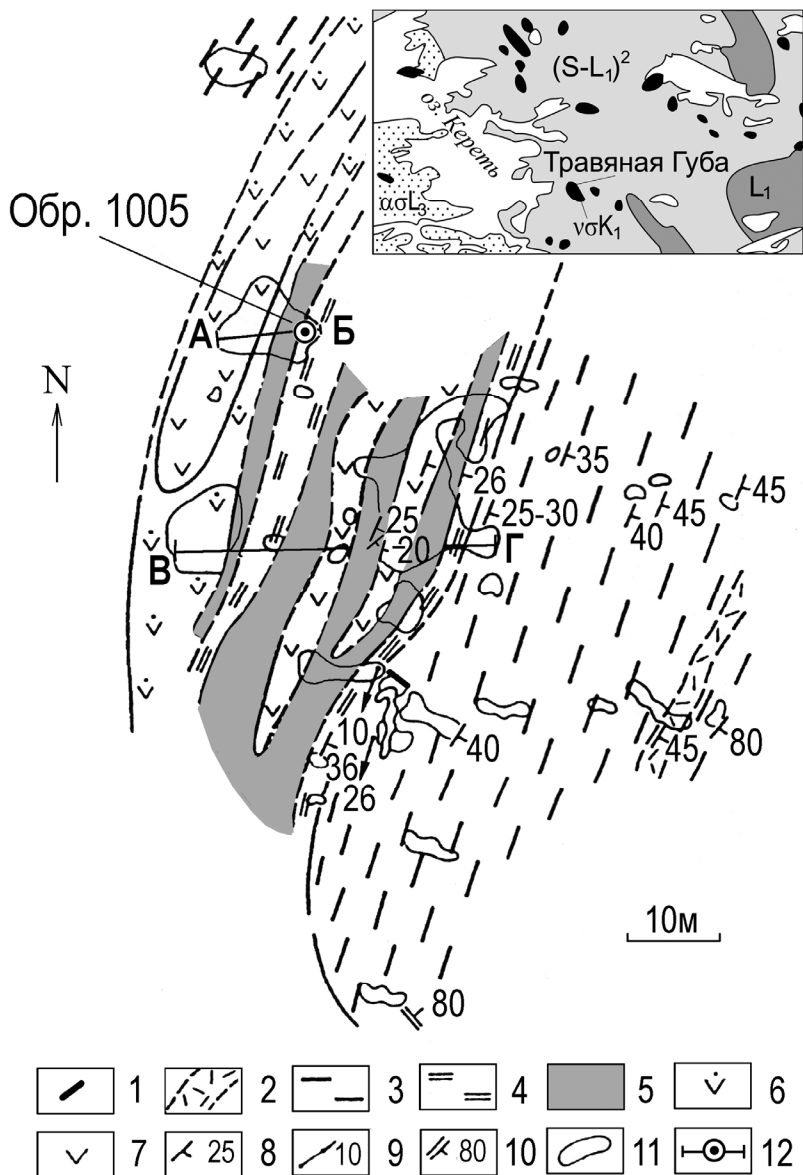 (S-L₁)²
оз. Кереть
Травяная Губа
L₁
ασL₃
νσK₁
Обр. 1005
А
Б
N
35
26
45
25
25-30
45
40
20
В
Г
10
40
45
80
36
26
10м
80
1
2
3
4
5
6
7
25
8
10
9
80
10
11
12